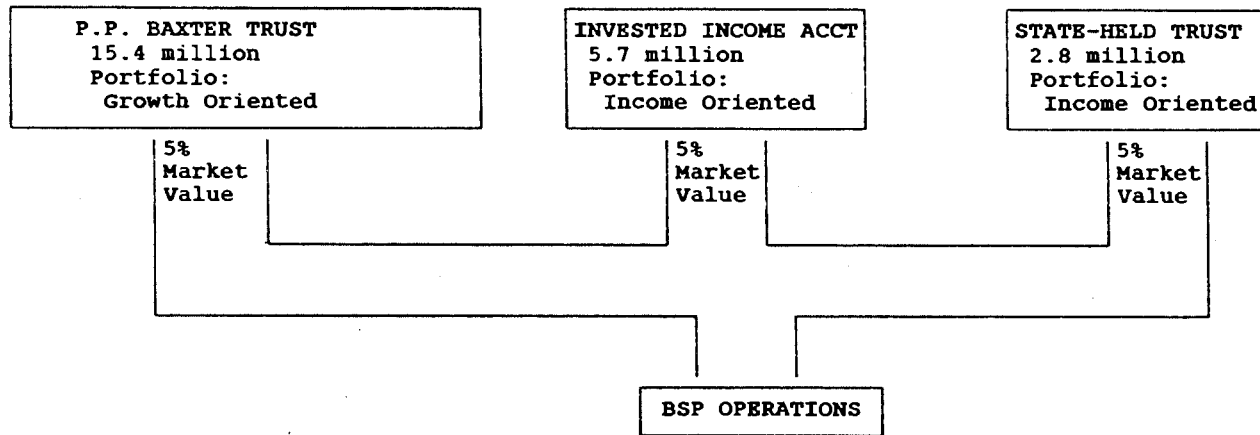 P.P. BAXTER TRUST
15.4 million
Portfolio:
Growth Oriented
INVESTED INCOME ACCT
5.7 million
Portfolio:
Income Oriented
STATE-HELD TRUST
2.8 million
Portfolio:
Income Oriented
5%
Market
Value
5%
Market
Value
5%
Market
Value
BSP OPERATIONS